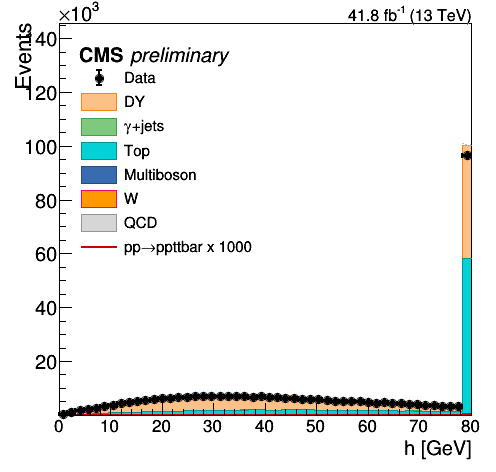 ×10³
41.8 fb⁻¹ (13 TeV)
Events
CMS preliminary
Data
DY
γ+jets
Top
Multiboson
W
QCD
pp→ppttbar x 1000
140
120
100
80
60
40
20
0 10 20 30 40 50 60 70 80
h [GeV]